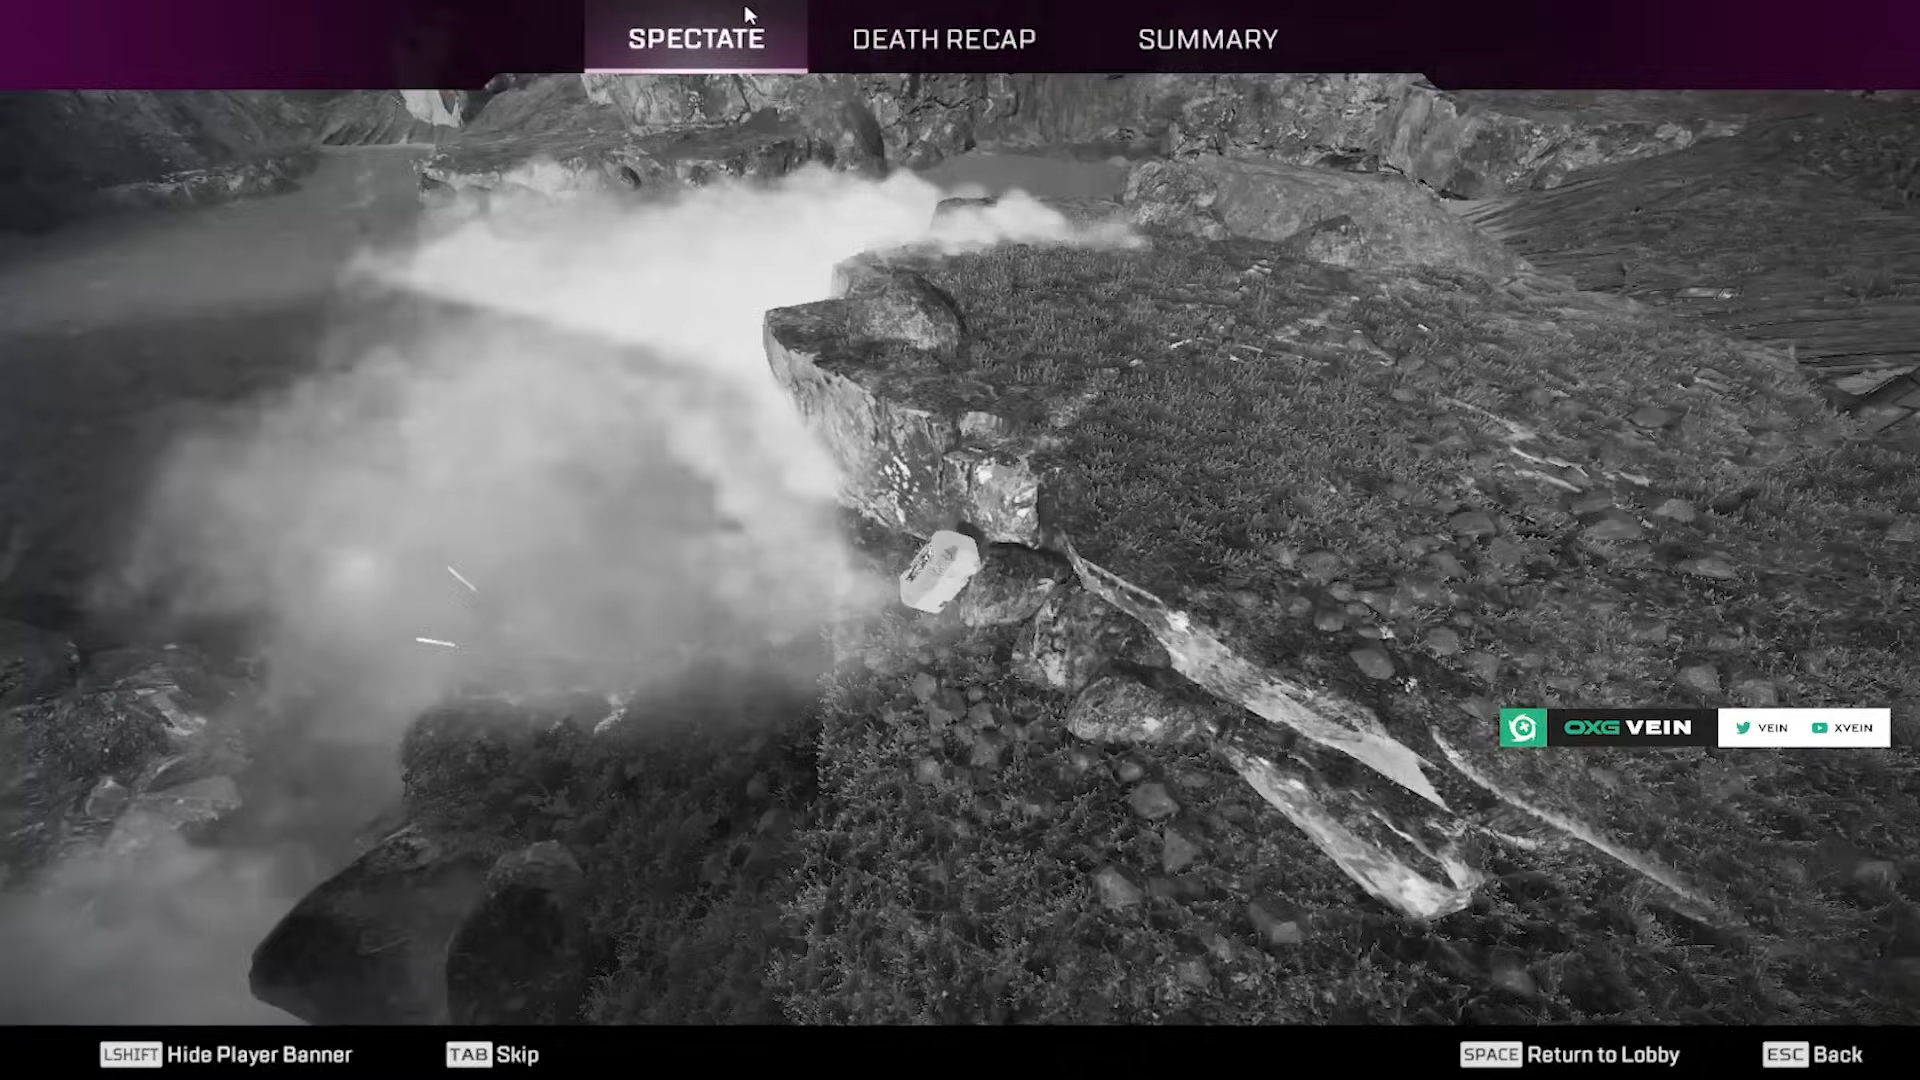 SPECTATE DEATH RECAP SUMMARY
OXG VEIN VEIN XVEIN
LSHIFT Hide Player Banner TAB Skip SPACE Return to Lobby ESC Back